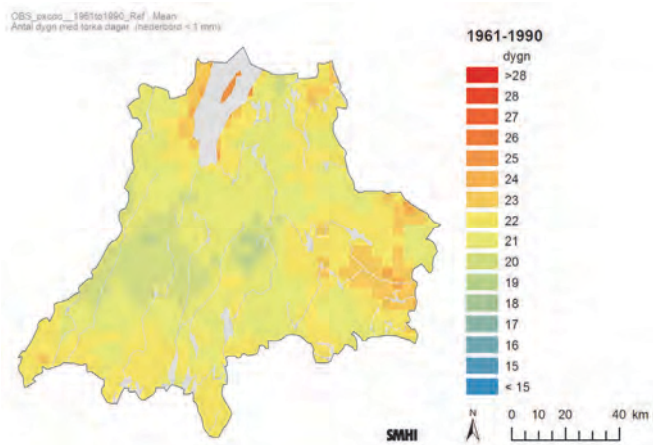 OBS_pscdd__1961to1990_Ref Mean
Antal dygn med torka dagar (nederbörd < 1 mm)
1961-1990
dygn
>28
28
27
26
25
24
23
22
21
20
19
18
17
16
15
< 15
N
0 10 20 40 km
SMHI